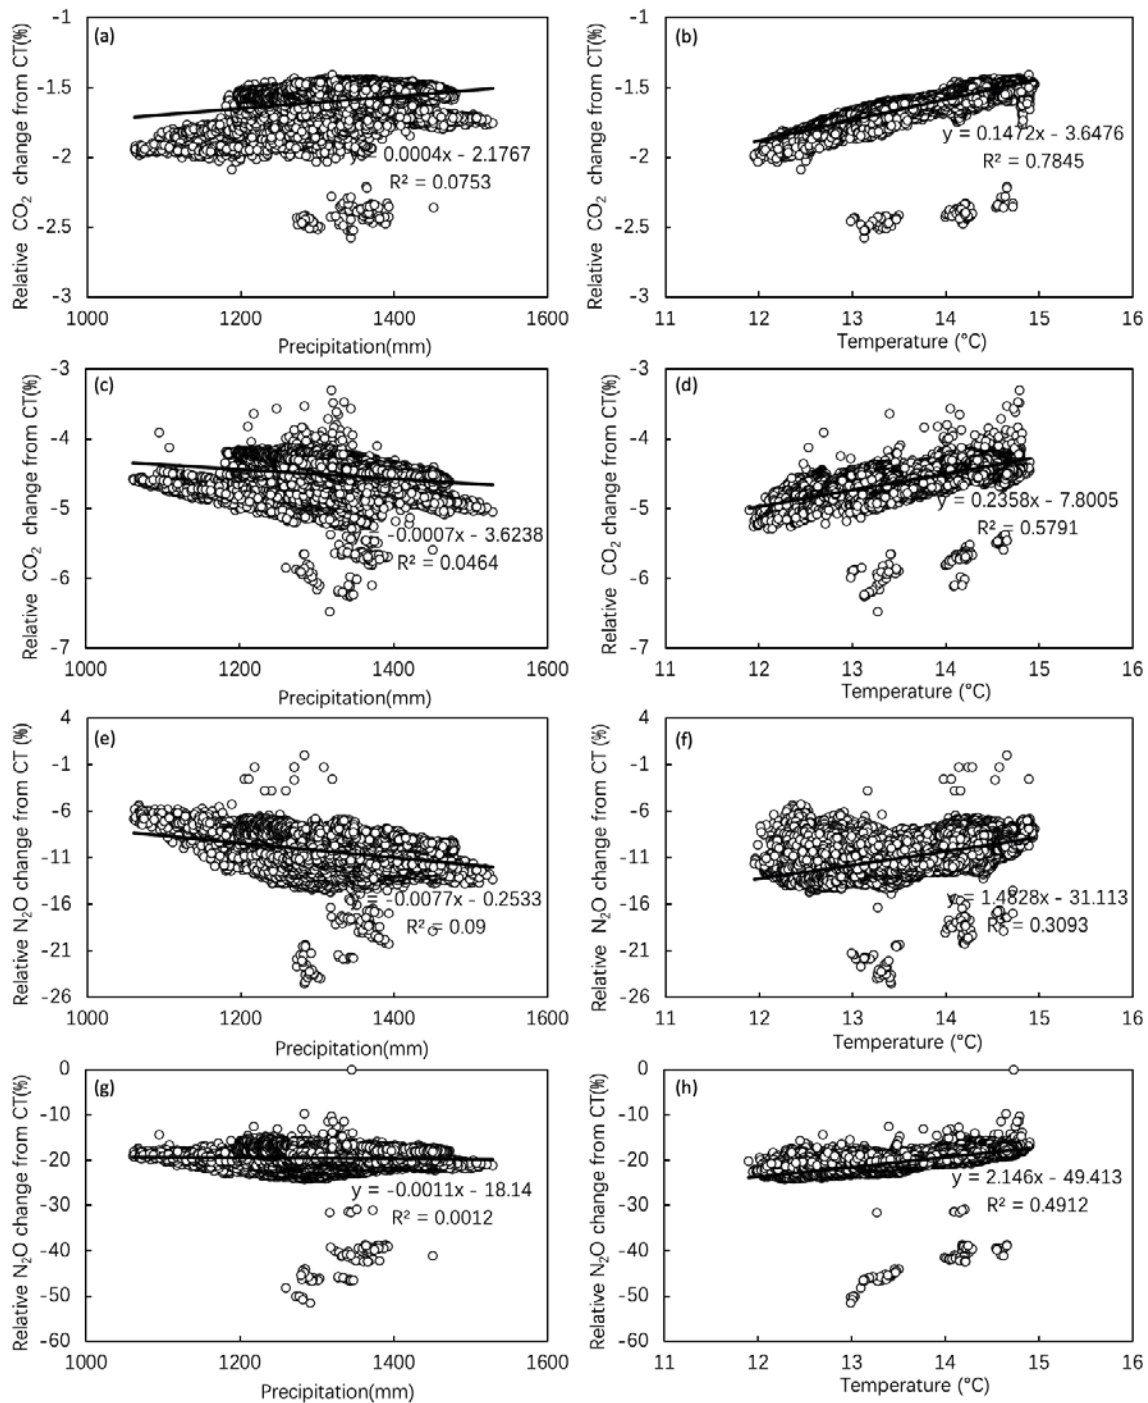 (a)
Relative CO₂ change from CT(%)
-1
-1.5
-2
-2.5
-3
y = 0.0004x - 2.1767
R² = 0.0753
1000
1200
1400
1600
Precipitation(mm)
(b)
Relative CO₂ change from CT(%)
-1
-1.5
-2
-2.5
-3
y = 0.1472x - 3.6476
R² = 0.7845
11
12
13
14
15
16
Temperature (°C)
(c)
Relative CO₂ change from CT(%)
-3
-4
-5
-6
-7
-0.0007x - 3.6238
R² = 0.0464
1000
1200
1400
1600
Precipitation(mm)
(d)
Relative CO₂ change from CT(%)
-3
-4
-5
-6
-7
y = 0.2358x - 7.8005
R² = 0.5791
11
12
13
14
15
16
Temperature (°C)
(e)
Relative N₂O change from CT (%)
4
-1
-6
-11
-16
-21
-26
= -0.0077x - 0.2533
R² = 0.09
1000
1200
1400
1600
Precipitation(mm)
(f)
Relative N₂O change from CT (%)
4
-1
-6
-11
-16
-21
-26
y = 1.4828x - 31.113
R² = 0.3093
11
12
13
14
15
16
Temperature (°C)
(g)
Relative N₂O change from CT(%)
0
-10
-20
-30
-40
-50
-60
y = -0.0011x - 18.14
R² = 0.0012
1000
1200
1400
1600
Precipitation(mm)
(h)
Relative N₂O change from CT(%)
0
-10
-20
-30
-40
-50
-60
y = 2.146x - 49.413
R² = 0.4912
11
12
13
14
15
16
Temperature (°C)